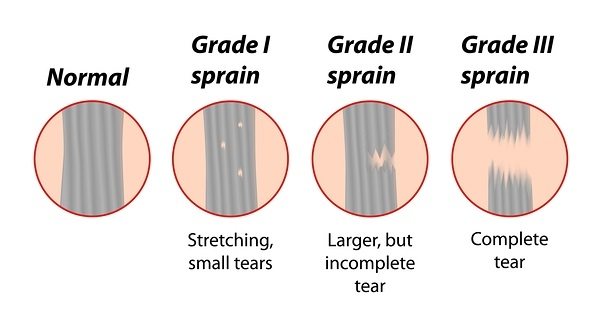 Normal
Grade I
sprain
Grade II
sprain
Grade III
sprain
Stretching,
small tears
Larger, but
incomplete
tear
Complete
tear